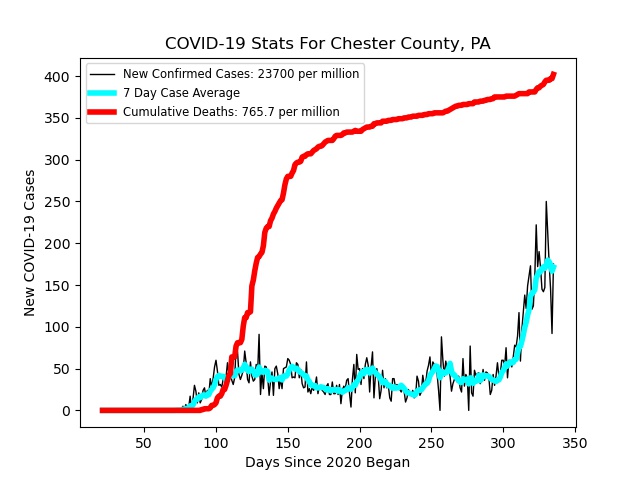 COVID-19 Stats For Chester County, PA
New Confirmed Cases: 23700 per million
7 Day Case Average
Cumulative Deaths: 765.7 per million
New COVID-19 Cases
400
350
300
250
200
150
100
50
0
50 100 150 200 250 300 350
Days Since 2020 Began